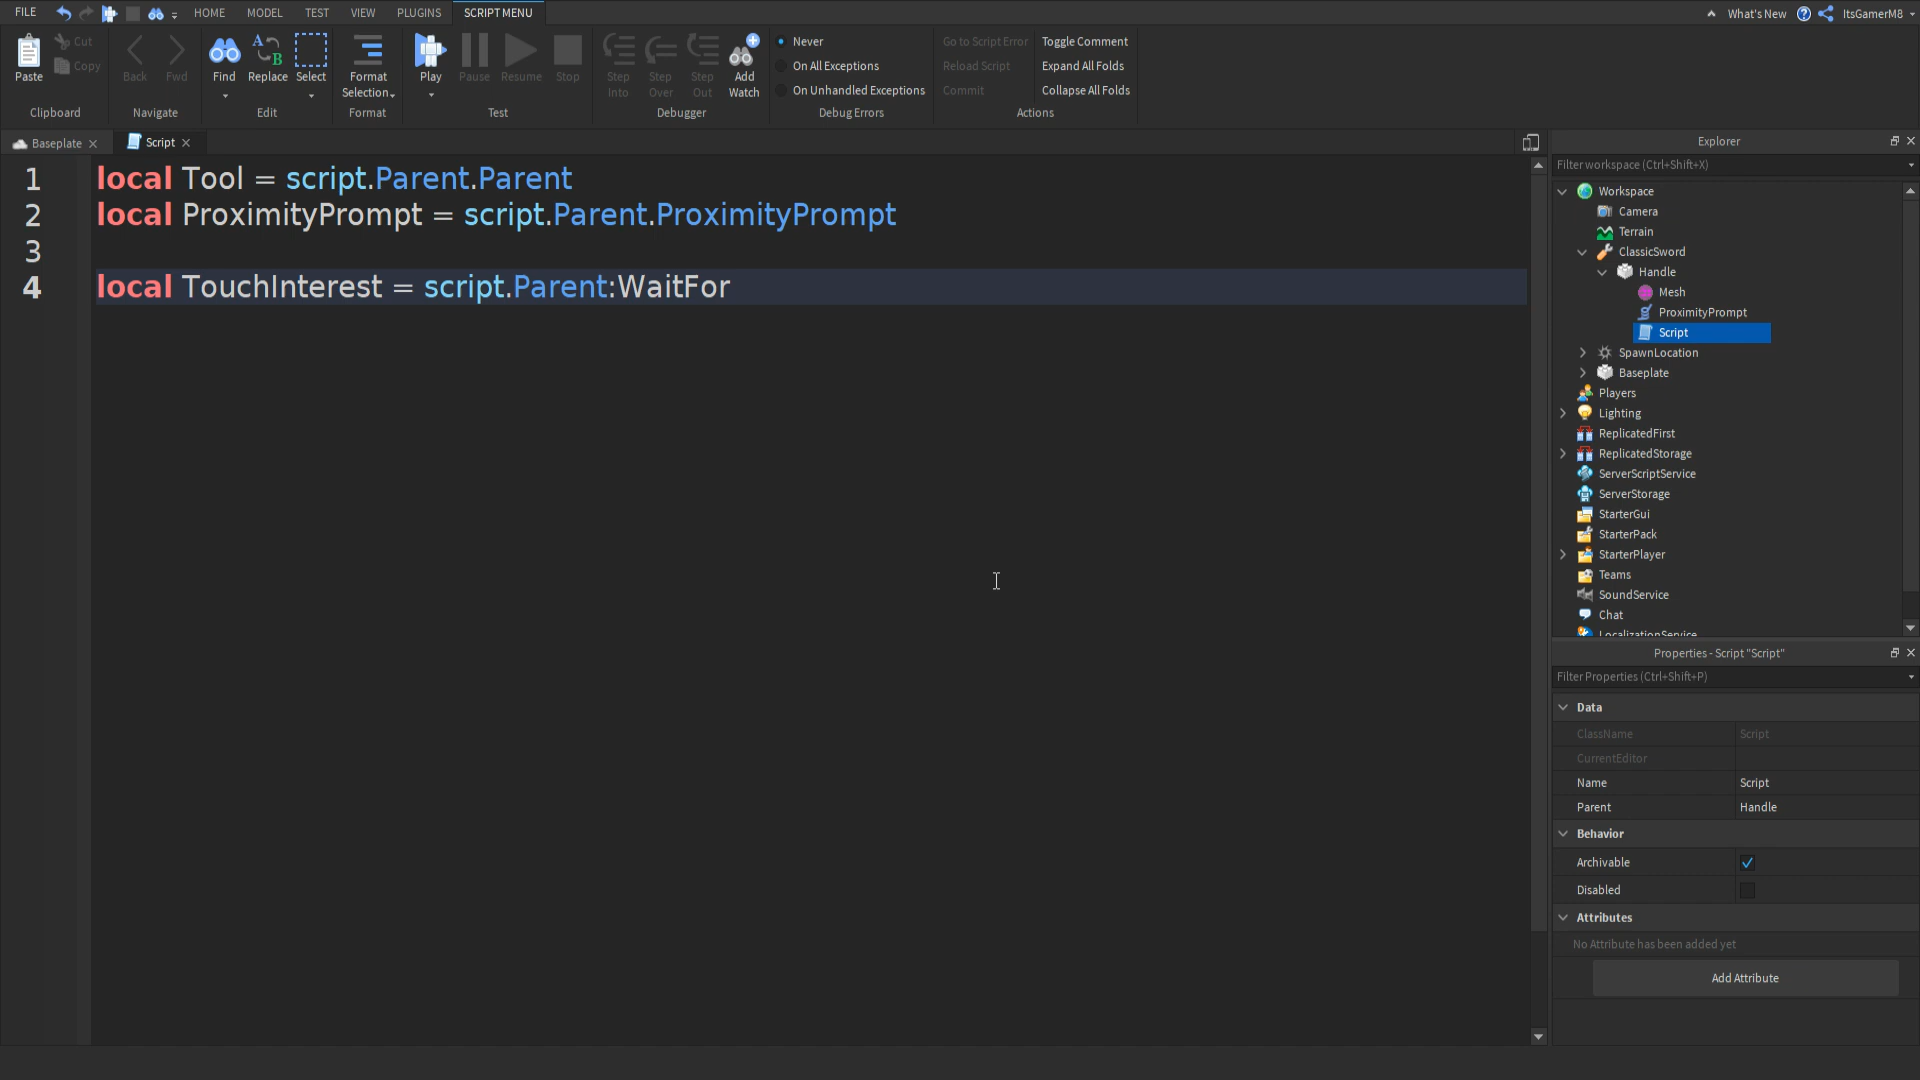 FILE HOME MODEL TEST VIEW PLUGINS SCRIPT MENU What's New ItsGamerM8
Paste Cut Copy Clipboard
Back Fwd Navigate
Find Replace Select Edit
Format Selection Format
Play Pause Resume Stop Test
Step Into Step Over Step Out Add Watch Debugger
Never
On All Exceptions
On Unhandled Exceptions
Debug Errors
Go to Script Error Toggle Comment
Reload Script Expand All Folds
Commit Collapse All Folds
Actions
Baseplate Script
1 local Tool = script.Parent.Parent
2 local ProximityPrompt = script.Parent.ProximityPrompt
3
4 local TouchInterest = script.Parent:WaitFor
Explorer
Filter workspace (Ctrl+Shift+X)
Workspace
Camera
Terrain
ClassicSword
Handle
Mesh
ProximityPrompt
Script
SpawnLocation
Baseplate
Players
Lighting
ReplicatedFirst
ReplicatedStorage
ServerScriptService
ServerStorage
StarterGui
StarterPack
StarterPlayer
Teams
SoundService
Chat
LocalizationService
Properties - Script "Script"
Filter Properties (Ctrl+Shift+P)
Data
ClassName Script
CurrentEditor
Name Script
Parent Handle
Behavior
Archivable
Disabled
Attributes
No Attribute has been added yet
Add Attribute